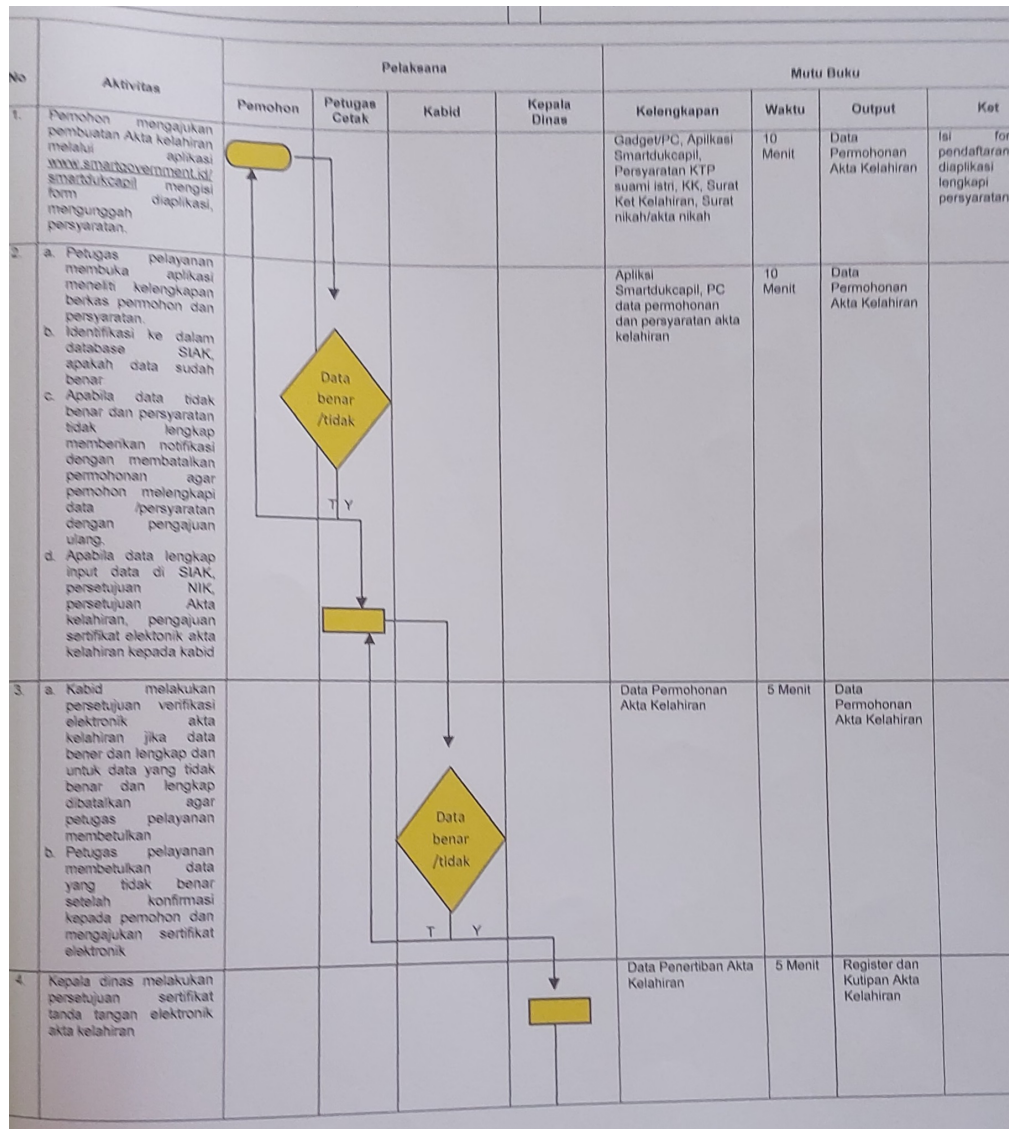 Pelaksana
Mutu Buku
No
Aktivitas
Pemohon
Petugas
Cetak
Kabid
Kepala
Dinas
Kelengkapan
Waktu
Output
Ket
1.
Pemohon mengajukan
pembuatan Akta kelahiran
melalui aplikasi
www.smartgovernment.id/
smartdukcapil mengisi
form diaplikasi,
mengunggah
persyaratan.
Gadget/PC, Aplikasi
Smartdukcapil,
Persyaratan KTP
suami istri, KK, Surat
Ket Kelahiran, Surat
nikah/akta nikah
10
Menit
Data
Permohonan
Akta Kelahiran
Isi for
pendaftaran
diaplikasi
lengkapi
persyaratan
2.
a. Petugas pelayanan
membuka aplikasi
meneliti kelengkapan
berkas permohon dan
persyaratan.
b. Identifikasi ke dalam
database SIAK,
apakah data sudah
benar
c. Apabila data tidak
benar dan persyaratan
tidak lengkap
memberikan notifikasi
dengan membatalkan
permohonan agar
pemohon melengkapi
data /persyaratan
dengan pengajuan
ulang.
d. Apabila data lengkap
input data di SIAK,
persetujuan NIK,
persetujuan Akta
kelahiran, pengajuan
sertifikat elektonik akta
kelahiran kepada kabid
Data
benar
/tidak
T Y
Apliksi
Smartdukcapil, PC
data permohonan
dan persyaratan akta
kelahiran
10
Menit
Data
Permohonan
Akta Kelahiran
3.
a. Kabid melakukan
persetujuan verifikasi
elektronik akta
kelahiran jika data
bener dan lengkap dan
untuk data yang tidak
benar dan lengkap
dibatalkan agar
petugas pelayanan
membetulkan
b. Petugas pelayanan
membetulkan data
yang tidak benar
setelah konfirmasi
kepada pemohon dan
mengajukan sertifikat
elektronik
Data
benar
/tidak
T Y
Data Permohonan
Akta Kelahiran
5 Menit
Data
Permohonan
Akta Kelahiran
4.
Kepala dinas melakukan
persetujuan sertifikat
tanda tangan elektronik
akta kelahiran
Data Penertiban Akta
Kelahiran
5 Menit
Register dan
Kutipan Akta
Kelahiran